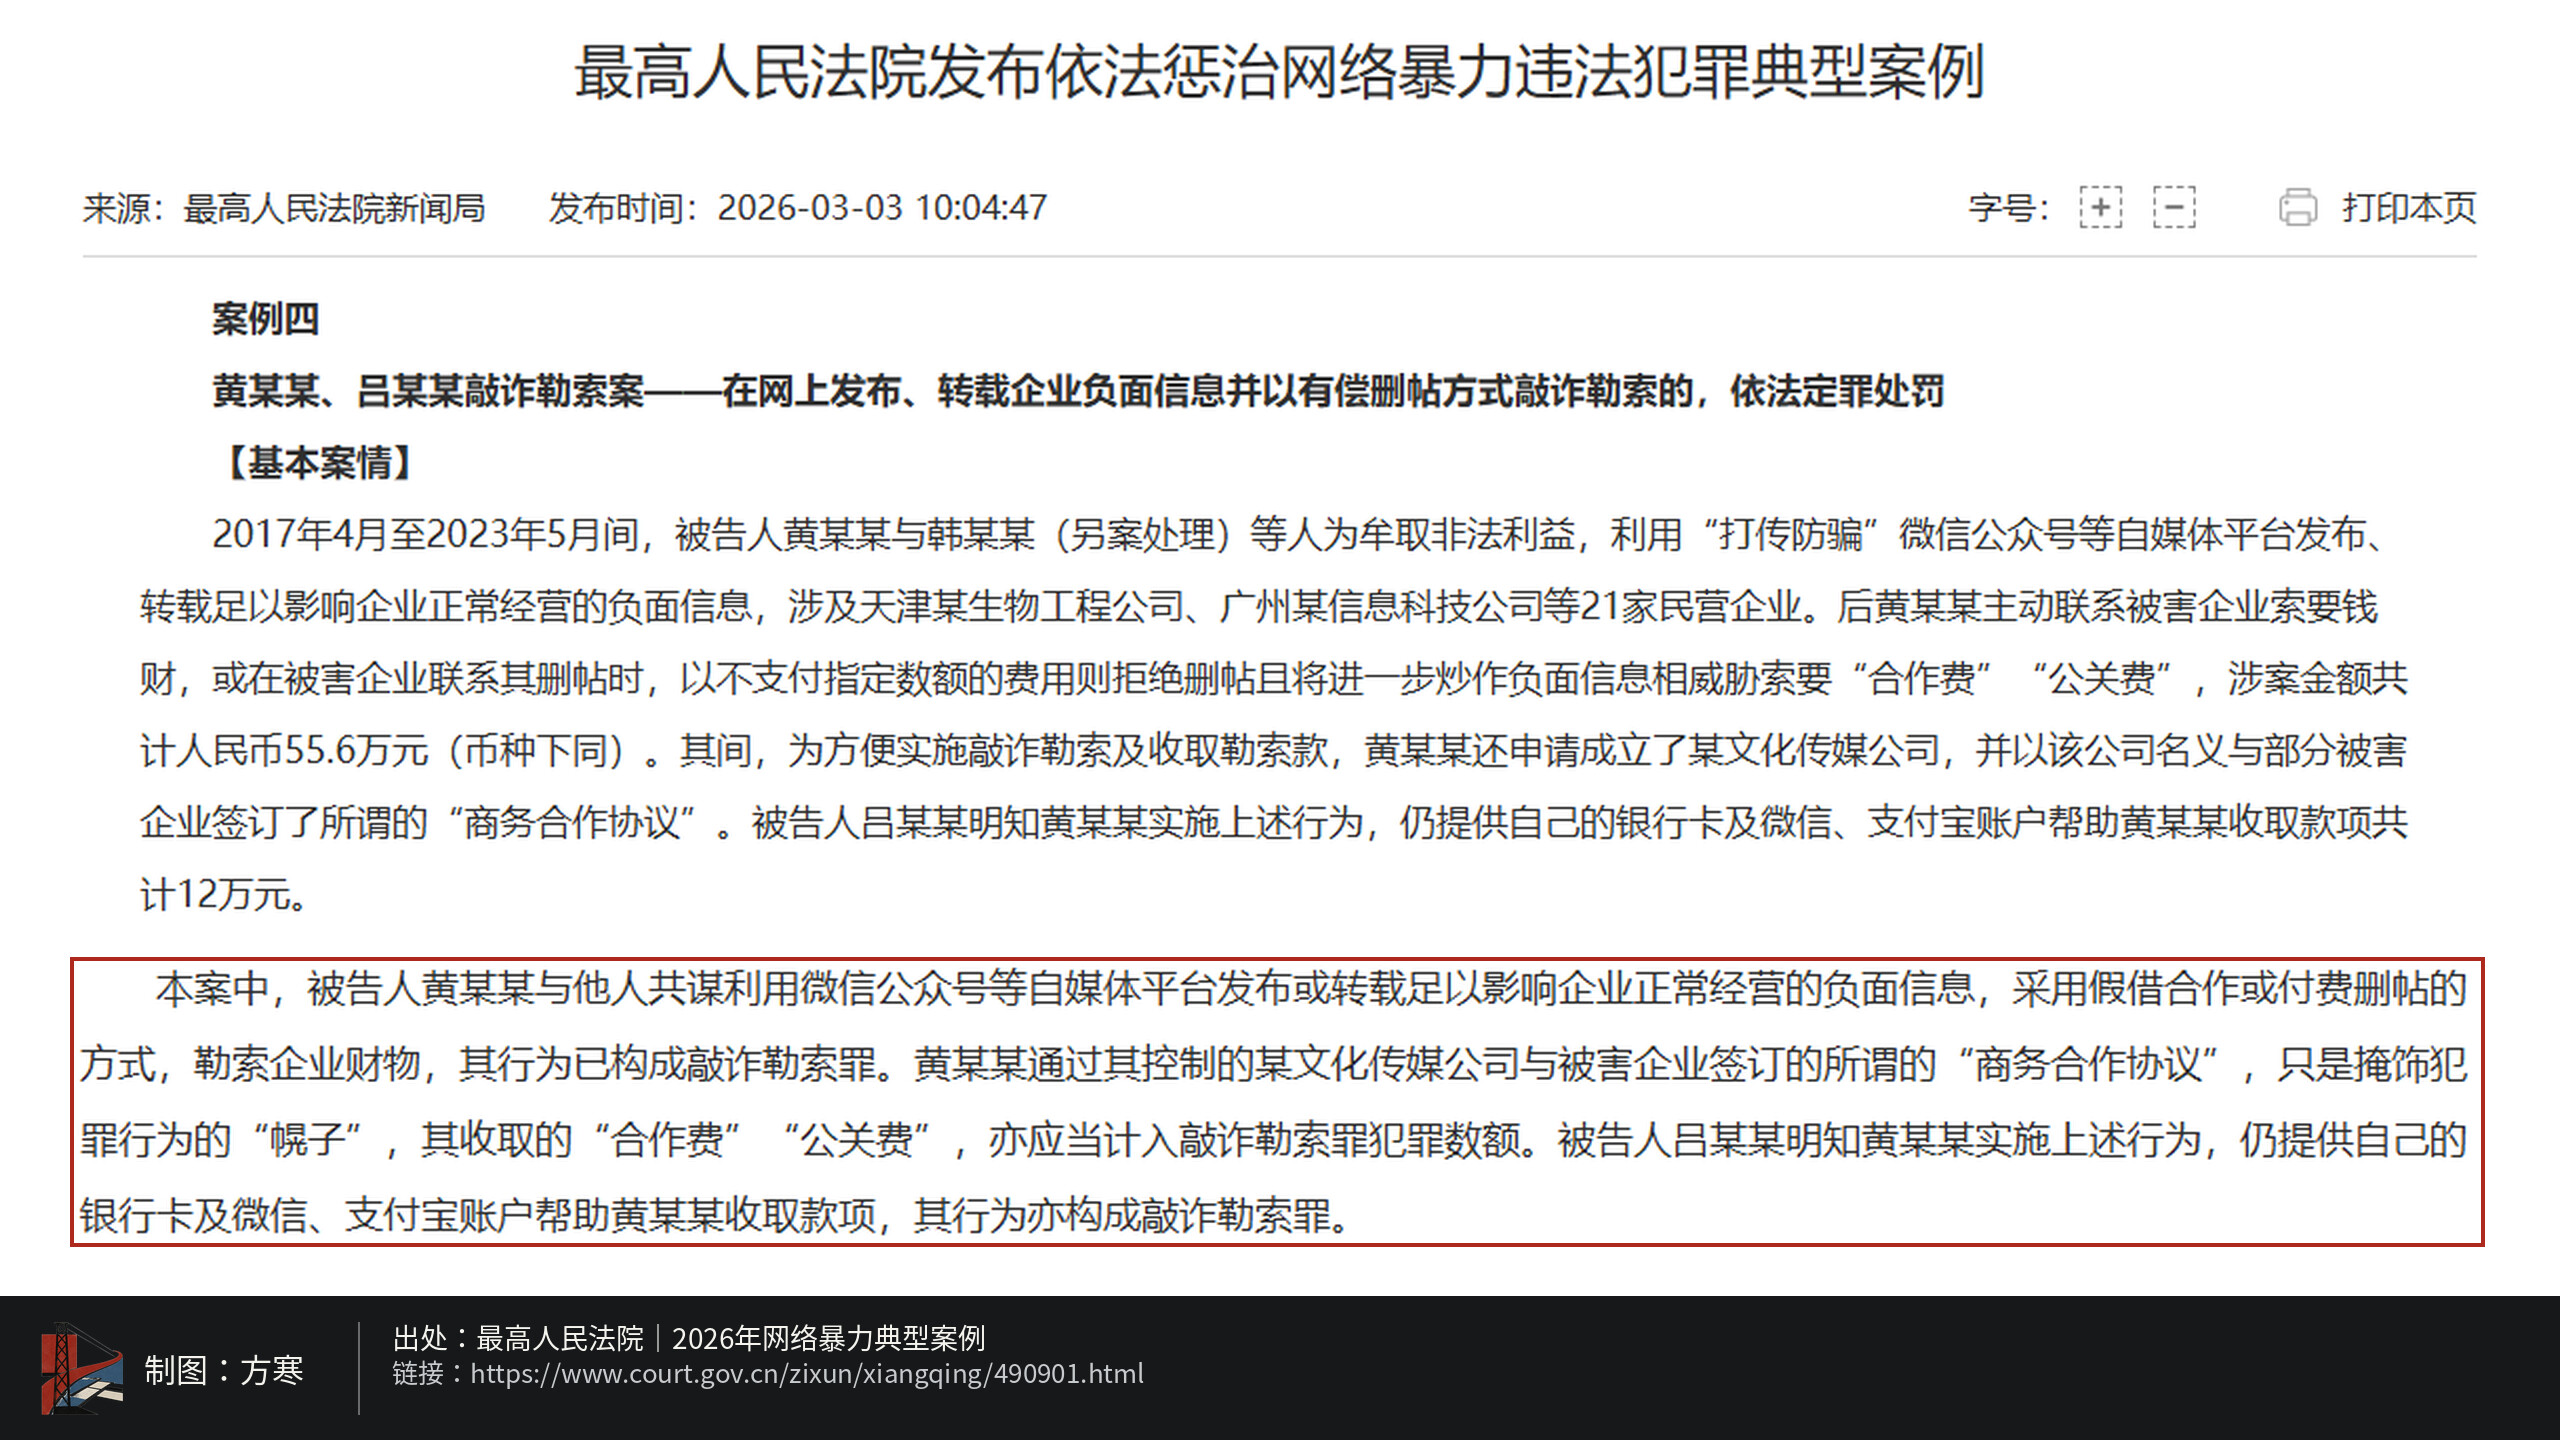 最高人民法院发布依法惩治网络暴力违法犯罪典型案例
来源：最高人民法院新闻局 发布时间：2026-03-03 10:04:47 字号： + - 打印本页
案例四
黄某某、吕某某敲诈勒索案——在网上发布、转载企业负面信息并以有偿删帖方式敲诈勒索的，依法定罪处罚
【基本案情】
2017年4月至2023年5月间，被告人黄某某与韩某某（另案处理）等人为牟取非法利益，利用“打传防骗”微信公众号等自媒体平台发布、
转载足以影响企业正常经营的负面信息，涉及天津某生物工程公司、广州某信息科技公司等21家民营企业。后黄某某主动联系被害企业索要钱
财，或在被害企业联系其删帖时，以不支付指定数额的费用则拒绝删帖且将进一步炒作负面信息相威胁索要“合作费”“公关费”，涉案金额共
计人民币55.6万元（币种下同）。其间，为方便实施敲诈勒索及收取勒索款，黄某某还申请成立了某文化传媒公司，并以该公司名义与部分被害
企业签订了所谓的“商务合作协议”。被告人吕某某明知黄某某实施上述行为，仍提供自己的银行卡及微信、支付宝账户帮助黄某某收取款项共
计12万元。
本案中，被告人黄某某与他人共谋利用微信公众号等自媒体平台发布或转载足以影响企业正常经营的负面信息，采用假借合作或付费删帖的
方式，勒索企业财物，其行为已构成敲诈勒索罪。黄某某通过其控制的某文化传媒公司与被害企业签订的所谓的“商务合作协议”，只是掩饰犯
罪行为的“幌子”，其收取的“合作费”“公关费”，亦应当计入敲诈勒索罪犯罪数额。被告人吕某某明知黄某某实施上述行为，仍提供自己的
银行卡及微信、支付宝账户帮助黄某某收取款项，其行为亦构成敲诈勒索罪。
制图：方寒
出处：最高人民法院｜2026年网络暴力典型案例
链接：https://www.court.gov.cn/zixun/xiangqing/490901.html